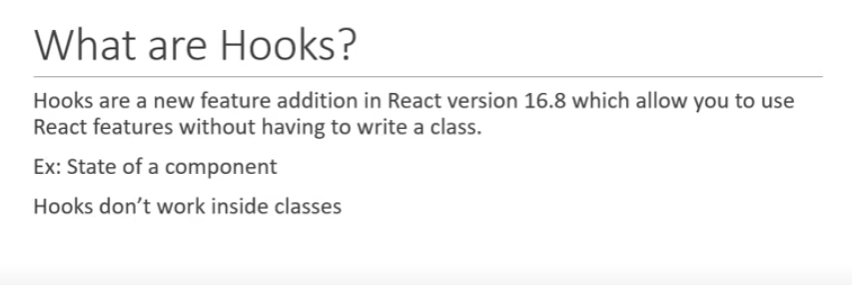 What are Hooks?
Hooks are a new feature addition in React version 16.8 which allow you to use
React features without having to write a class.
Ex: State of a component
Hooks don’t work inside classes